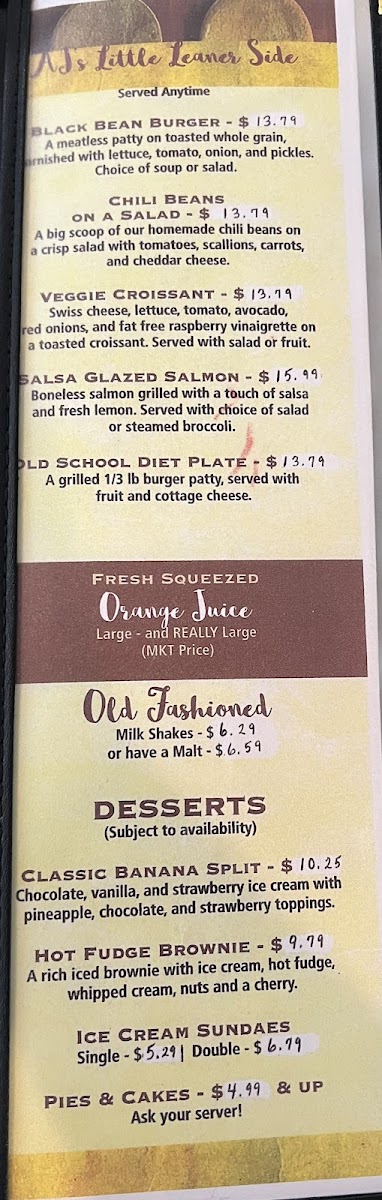 AJ's Little Leaner Side
Served Anytime
BLACK BEAN BURGER - $ 13.79
A meatless patty on toasted whole grain,
arnished with lettuce, tomato, onion, and pickles.
Choice of soup or salad.
CHILI BEANS
ON A SALAD - $ 13.79
A big scoop of our homemade chili beans on
a crisp salad with tomatoes, scallions, carrots,
and cheddar cheese.
VEGGIE CROISSANT - $ 13.79
Swiss cheese, lettuce, tomato, avocado,
red onions, and fat free raspberry vinaigrette on
a toasted croissant. Served with salad or fruit.
SALSA GLAZED SALMON - $ 15.99
Boneless salmon grilled with a touch of salsa
and fresh lemon. Served with choice of salad
or steamed broccoli.
OLD SCHOOL DIET PLATE - $ 13.79
A grilled 1/3 lb burger patty, served with
fruit and cottage cheese.
FRESH SQUEEZED
Orange Juice
Large - and REALLY Large
(MKT Price)
Old Fashioned
Milk Shakes - $ 6.29
or have a Malt - $ 6.59
DESSERTS
(Subject to availability)
CLASSIC BANANA SPLIT - $ 10.25
Chocolate, vanilla, and strawberry ice cream with
pineapple, chocolate, and strawberry toppings.
HOT FUDGE BROWNIE - $ 9.79
A rich iced brownie with ice cream, hot fudge,
whipped cream, nuts and a cherry.
ICE CREAM SUNDAES
Single - $ 5.29 | Double - $ 6.79
PIES & CAKES - $ 4.99 & UP
Ask your server!